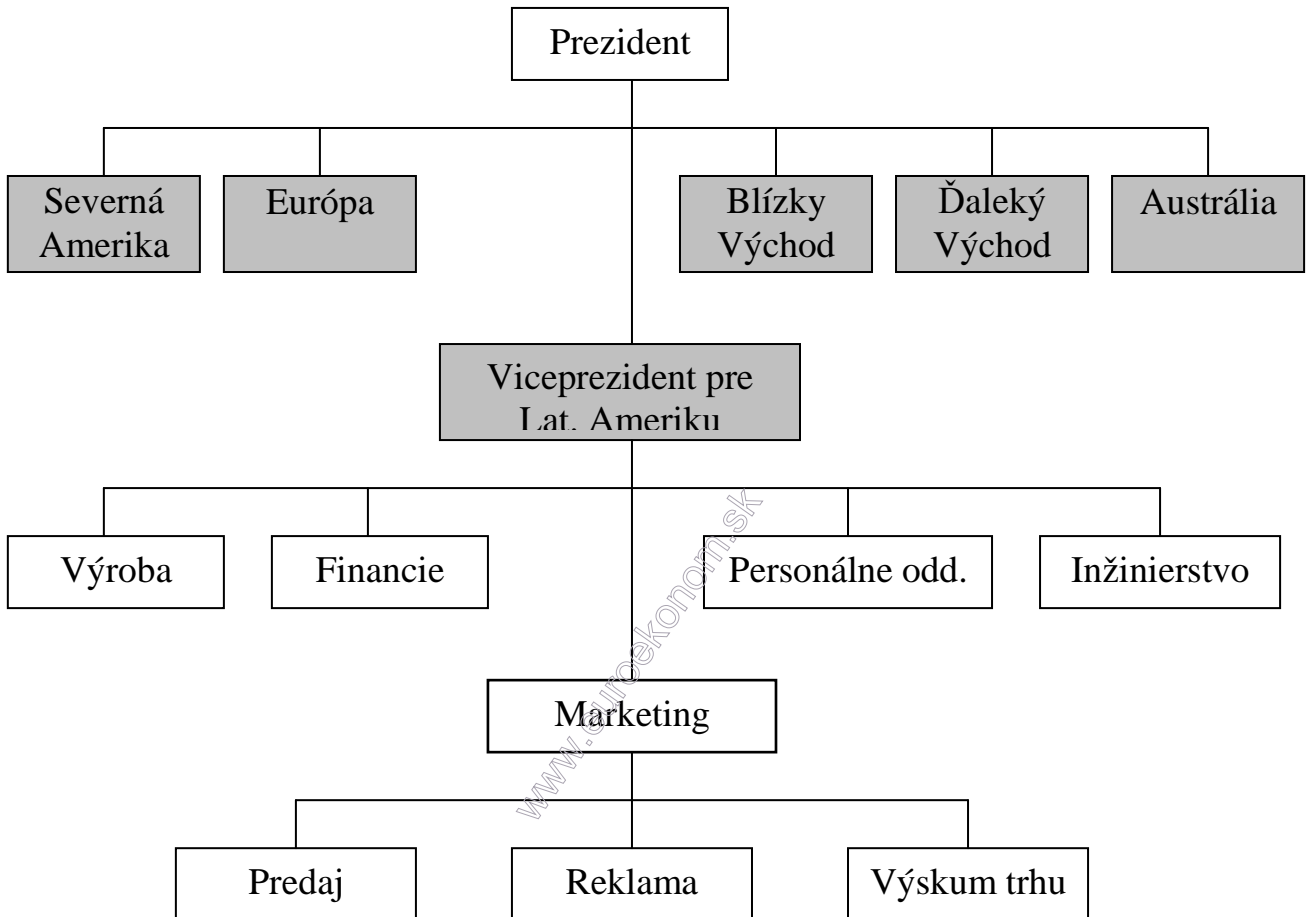 Prezident
Severná
Amerika
Európa
Blízky
Východ
Ďaleký
Východ
Austrália
Viceprezident pre
Lat. Ameriku
Výroba
Financie
Personálne odd.
Inžinierstvo
Marketing
Predaj
Reklama
Výskum trhu
www.euroekonom.sk